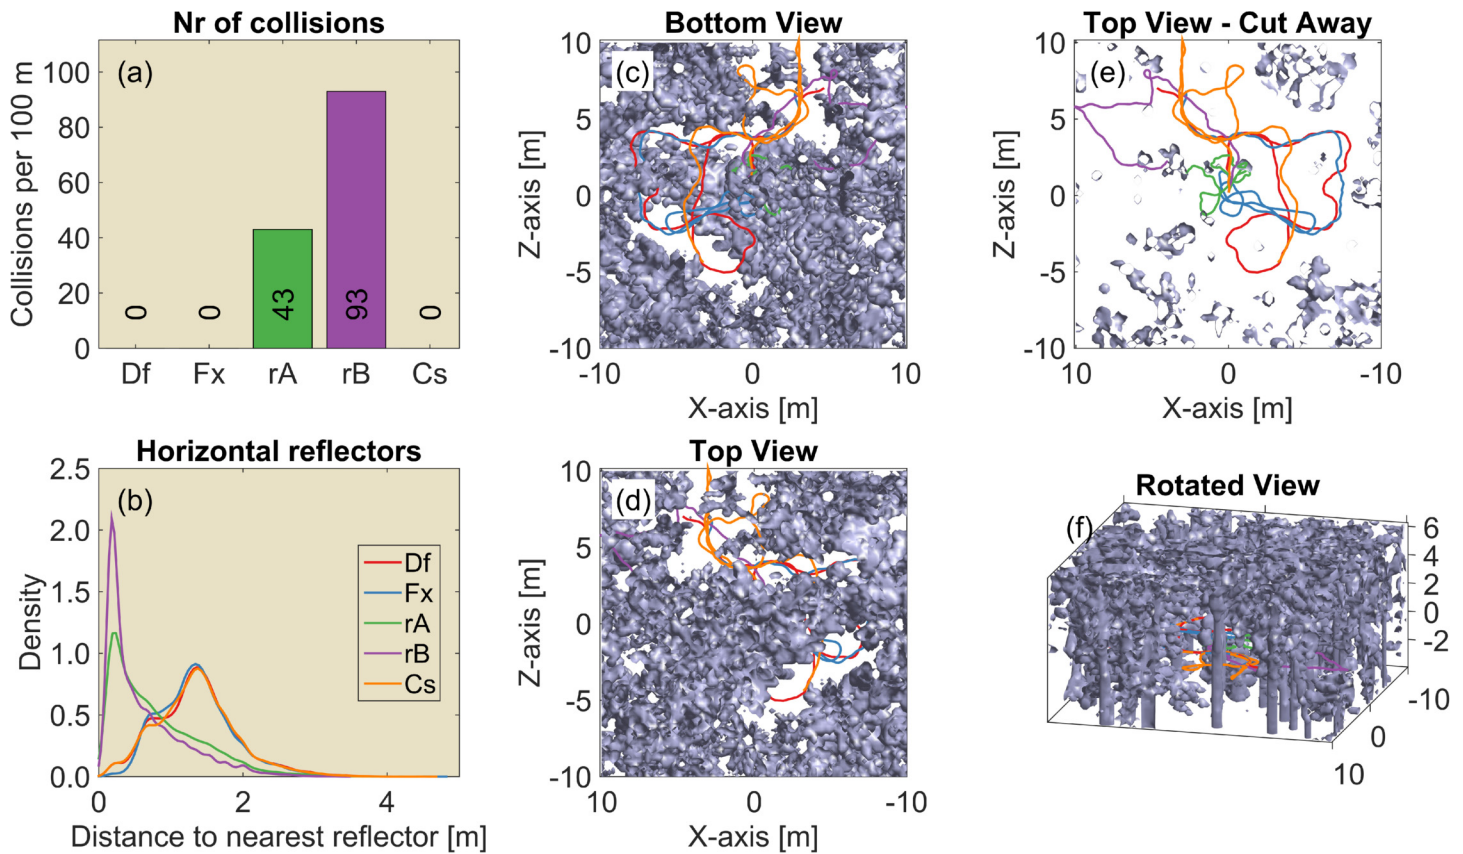 Nr of collisions
(a)
Collisions per 100 m
100
80
60
40
20
0
0
0
43
93
0
Df
Fx
rA
rB
Cs
Bottom View
(c)
Z-axis [m]
10
5
0
-5
-10
-10
0
10
X-axis [m]
Top View - Cut Away
(e)
Z-axis [m]
10
5
0
-5
-10
10
0
-10
X-axis [m]
Horizontal reflectors
(b)
Density
2.5
2.0
1.5
1.0
0.5
0.0
Df
Fx
rA
rB
Cs
0
2
4
Distance to nearest reflector [m]
Top View
(d)
Z-axis [m]
10
5
0
-5
-10
10
0
-10
X-axis [m]
Rotated View
(f)
6
4
2
0
-2
-10
0
10